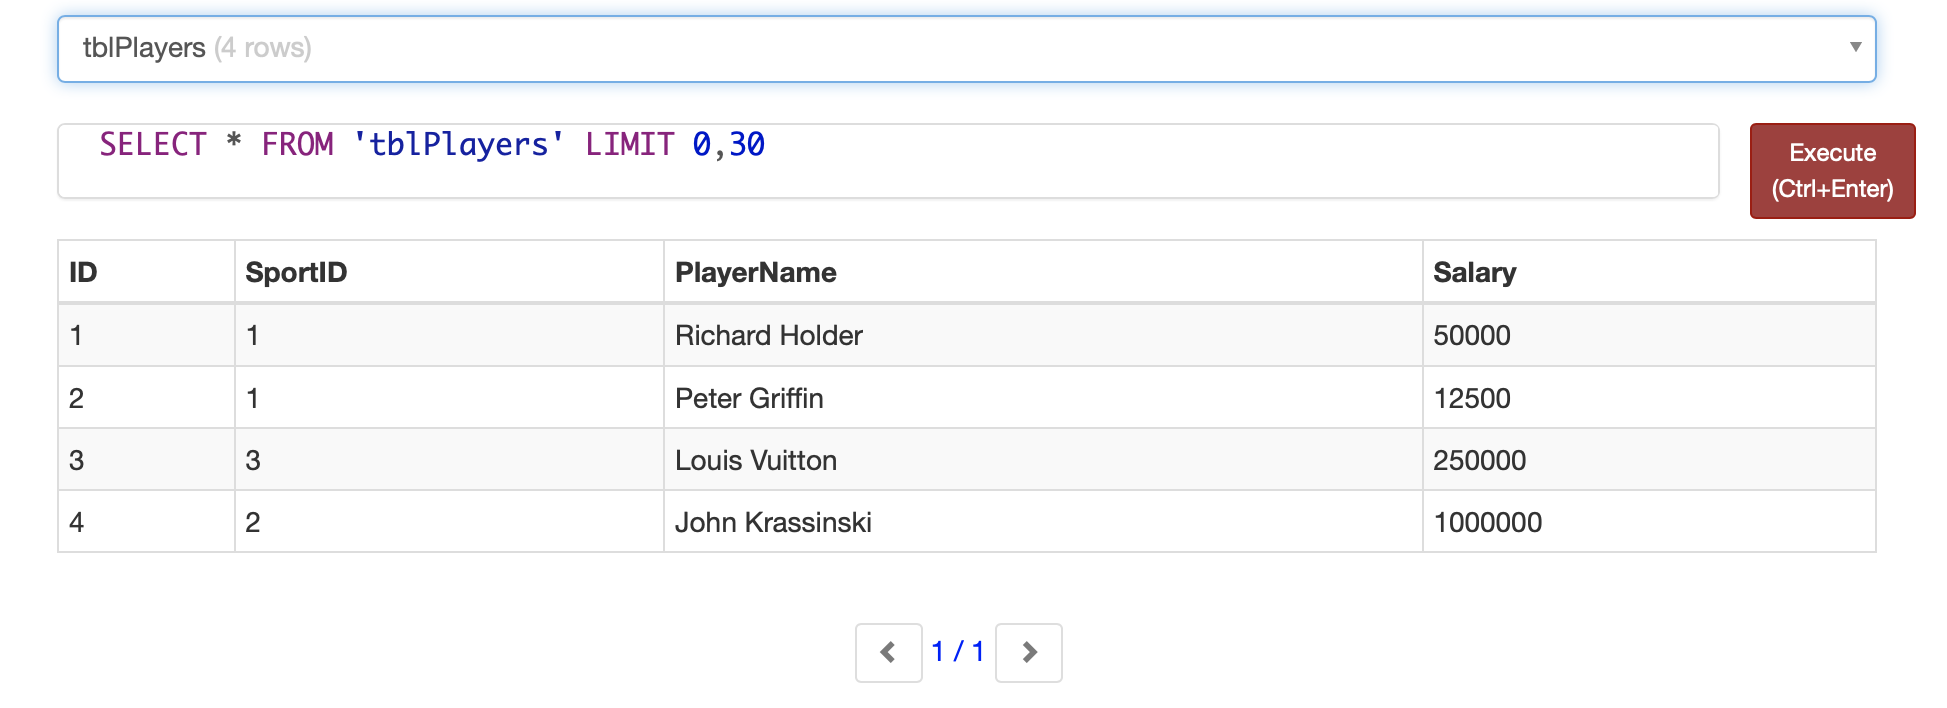 tblPlayers (4 rows)
SELECT * FROM 'tblPlayers' LIMIT 0,30
Execute
(Ctrl+Enter)
ID SportID PlayerName Salary
1 1 Richard Holder 50000
2 1 Peter Griffin 12500
3 3 Louis Vuitton 250000
4 2 John Krassinski 1000000
1 / 1